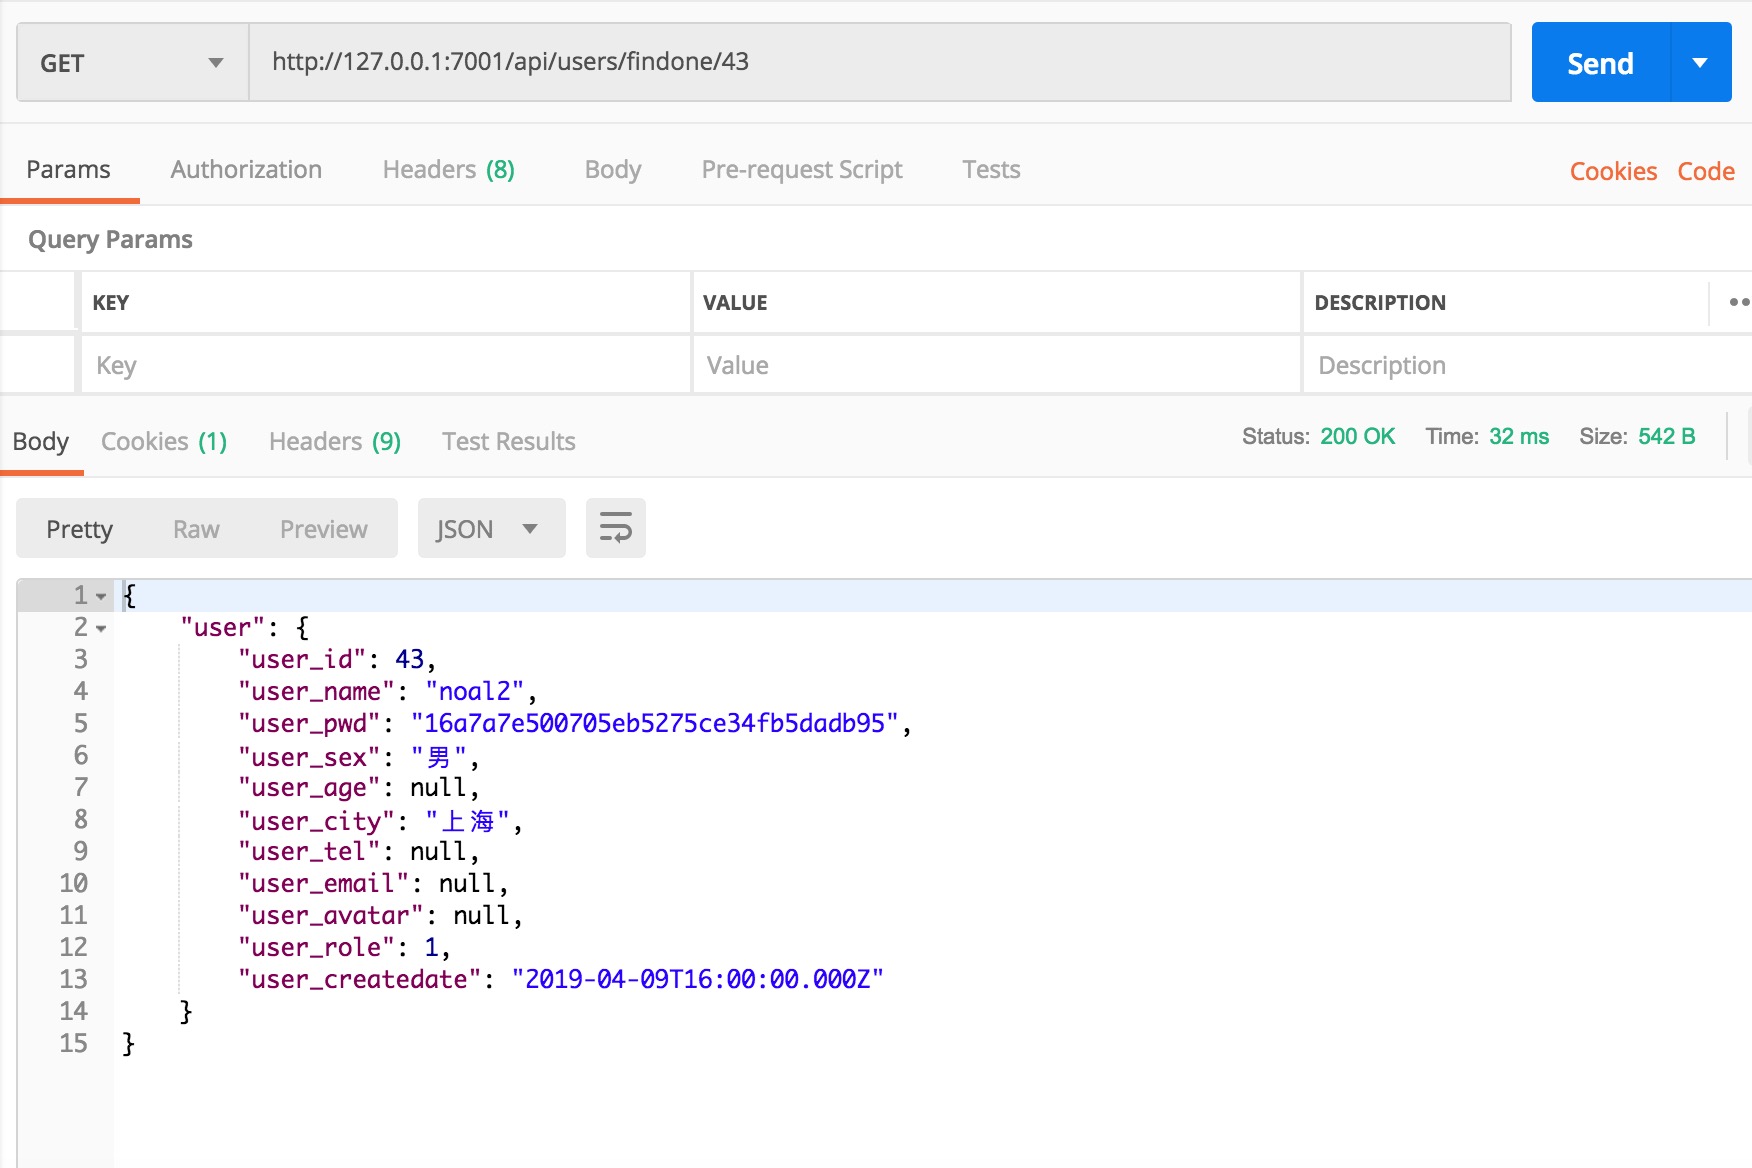 GET http://127.0.0.1:7001/api/users/findone/43 Send
Params Authorization Headers (8) Body Pre-request Script Tests Cookies Code
Query Params
KEY VALUE DESCRIPTION
Key Value Description
Body Cookies (1) Headers (9) Test Results Status: 200 OK Time: 32 ms Size: 542 B
Pretty Raw Preview JSON
1 {
2 "user": {
3 "user_id": 43,
4 "user_name": "noal2",
5 "user_pwd": "16a7a7e500705eb5275ce34fb5dadb95",
6 "user_sex": "男",
7 "user_age": null,
8 "user_city": "上海",
9 "user_tel": null,
10 "user_email": null,
11 "user_avatar": null,
12 "user_role": 1,
13 "user_createdate": "2019-04-09T16:00:00.000Z"
14 }
15 }